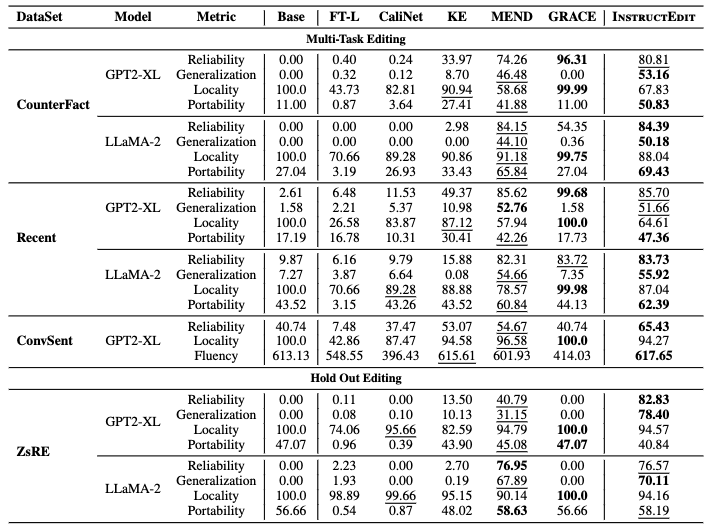 DataSet Model Metric Base FT-L CaliNet KE MEND GRACE INSTRUCTEDIT
Multi-Task Editing
CounterFact
GPT2-XL
Reliability 0.00 0.40 0.24 33.97 74.26 96.31 80.81
Generalization 0.00 0.32 0.12 8.70 46.48 0.00 53.16
Locality 100.0 43.73 82.81 90.94 58.68 99.99 67.83
Portability 11.00 0.87 3.64 27.41 41.88 11.00 50.83
LLaMA-2
Reliability 0.00 0.00 0.00 2.98 84.15 54.35 84.39
Generalization 0.00 0.00 0.00 0.00 44.10 0.36 50.18
Locality 100.0 70.66 89.28 90.86 91.18 99.75 88.04
Portability 27.04 3.19 26.93 33.43 65.84 27.04 69.43
Recent
GPT2-XL
Reliability 2.61 6.48 11.53 49.37 85.62 99.68 85.70
Generalization 1.58 2.21 5.37 10.98 52.76 1.58 51.66
Locality 100.0 26.58 83.87 87.12 57.94 100.0 64.61
Portability 17.19 16.78 10.31 30.41 42.26 17.73 47.36
LLaMA-2
Reliability 9.87 6.16 9.79 15.88 82.31 83.72 83.73
Generalization 7.27 3.87 6.64 0.08 54.66 7.35 55.92
Locality 100.0 70.66 89.28 88.88 78.57 99.98 87.04
Portability 43.52 3.15 43.26 43.52 60.84 44.13 62.39
ConvSent
GPT2-XL
Reliability 40.74 7.48 37.47 53.07 54.67 40.74 65.43
Locality 100.0 42.86 87.47 94.58 96.58 100.0 94.27
Fluency 613.13 548.55 396.43 615.61 601.93 414.03 617.65
Hold Out Editing
ZsRE
GPT2-XL
Reliability 0.00 0.11 0.00 13.50 40.79 0.00 82.83
Generalization 0.00 0.08 0.10 10.13 31.15 0.00 78.40
Locality 100.0 74.06 95.66 82.59 94.79 100.0 94.57
Portability 47.07 0.96 0.39 43.90 45.08 47.07 40.84
LLaMA-2
Reliability 0.00 2.23 0.00 2.70 76.95 0.00 76.57
Generalization 0.00 1.93 0.00 0.19 67.89 0.00 70.11
Locality 100.0 98.89 99.66 95.15 90.14 100.0 94.16
Portability 56.66 0.54 0.87 48.02 58.63 56.66 58.19